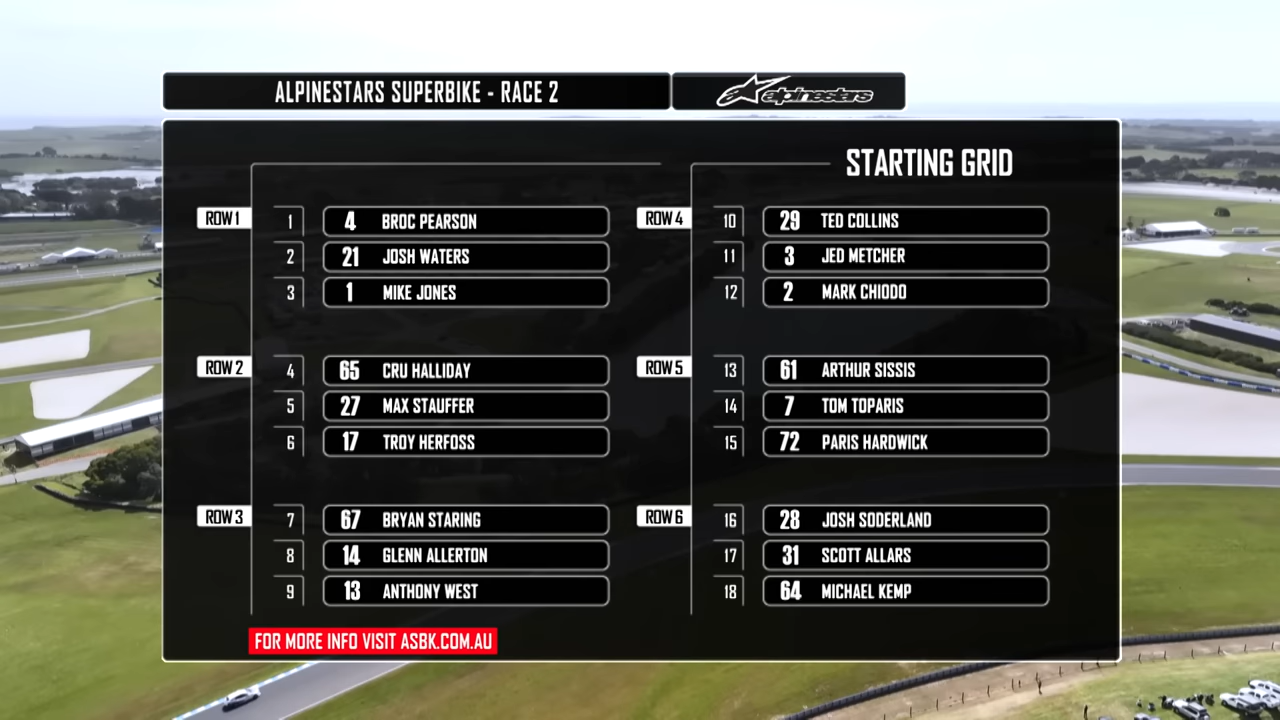 ALPINESTARS SUPERBIKE - RACE 2
alpinestars
STARTING GRID
ROW 1
1 4 BROC PEARSON
2 21 JOSH WATERS
3 1 MIKE JONES
ROW 2
4 65 CRU HALLIDAY
5 27 MAX STAUFFER
6 17 TROY HERFOSS
ROW 3
7 67 BRYAN STARING
8 14 GLENN ALLERTON
9 13 ANTHONY WEST
ROW 4
10 29 TED COLLINS
11 3 JED METCHER
12 2 MARK CHIODO
ROW 5
13 61 ARTHUR SISSIS
14 7 TOM TOPARIS
15 72 PARIS HARDWICK
ROW 6
16 28 JOSH SODERLAND
17 31 SCOTT ALLARS
18 64 MICHAEL KEMP
FOR MORE INFO VISIT ASBK.COM.AU